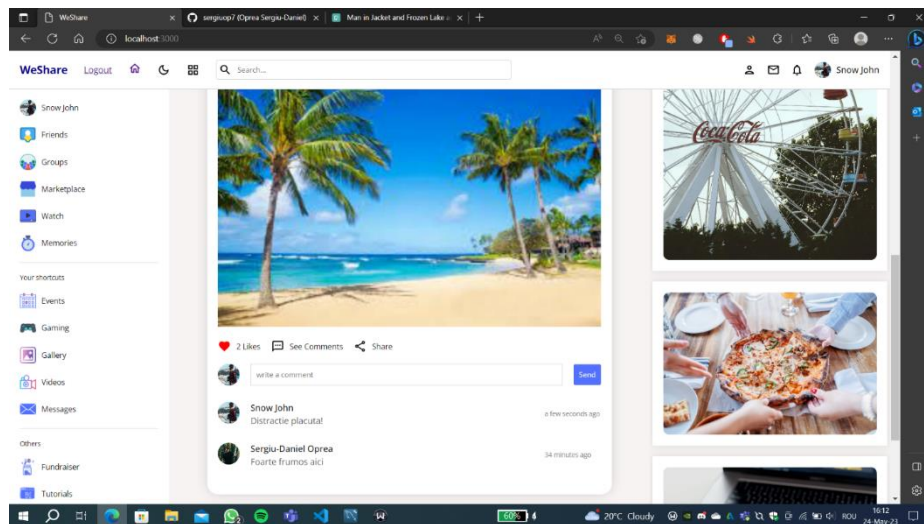 WeShare
sergiuop7 (Oprea Sergiu-Daniel)
Man in Jacket and Frozen Lake
localhost:3000
WeShare Logout Search... Snow John
Snow John
Friends
Groups
Marketplace
Watch
Memories
Your shortcuts
Events
Gaming
Gallery
Videos
Messages
Others
Fundraiser
Tutorials
Coca-Cola
2 Likes See Comments Share
write a comment Send
Snow John a few seconds ago
Distractie placuta!
Sergiu-Daniel Oprea 34 minutes ago
Foarte frumos aici
60% 20°C Cloudy ROU 16:12
24-May-23